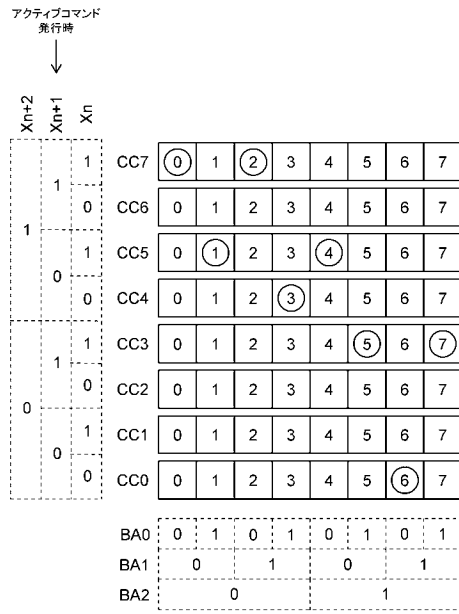 アクティブコマンド
発行時
Xn+2 Xn+1 Xn
1 CC7 0 1 2 3 4 5 6 7
1
0 CC6 0 1 2 3 4 5 6 7
1
1 CC5 0 1 2 3 4 5 6 7
0
0 CC4 0 1 2 3 4 5 6 7
1 CC3 0 1 2 3 4 5 6 7
1
0 CC2 0 1 2 3 4 5 6 7
0
1 CC1 0 1 2 3 4 5 6 7
0
0 CC0 0 1 2 3 4 5 6 7
BA0 0 1 0 1 0 1 0 1
BA1 0 1 0 1
BA2 0 1